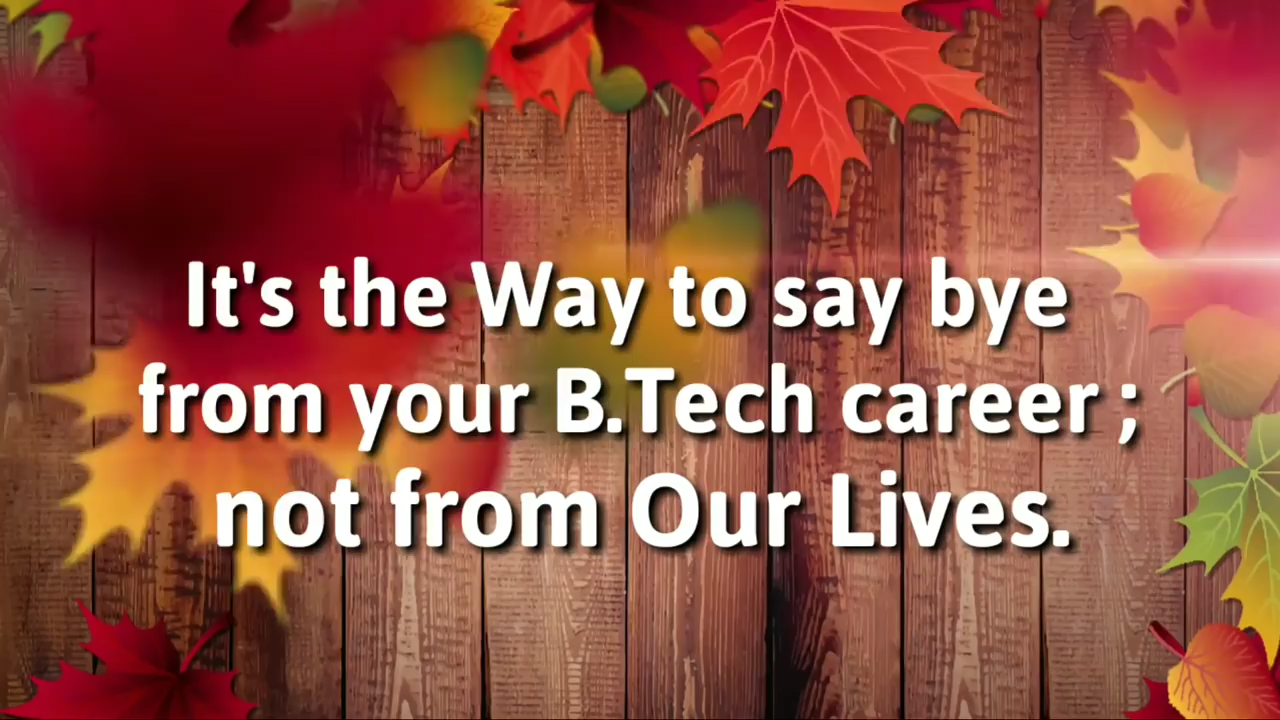 It's the Way to say bye
from your B.Tech career ;
not from Our Lives.